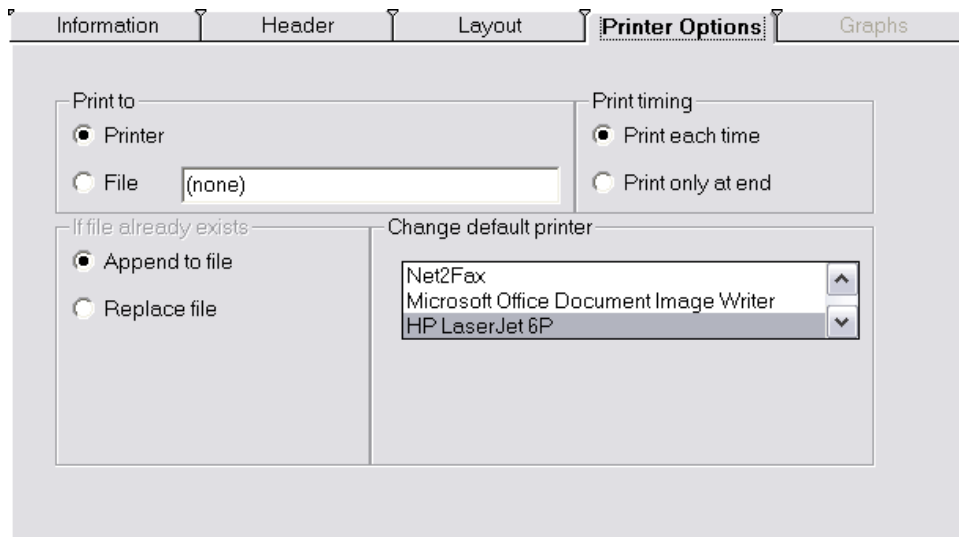 Information
Header
Layout
Printer Options
Graphs
Print to
Printer
File
(none)
Print timing
Print each time
Print only at end
If file already exists
Append to file
Replace file
Change default printer
Net2Fax
Microsoft Office Document Image Writer
HP LaserJet 6P